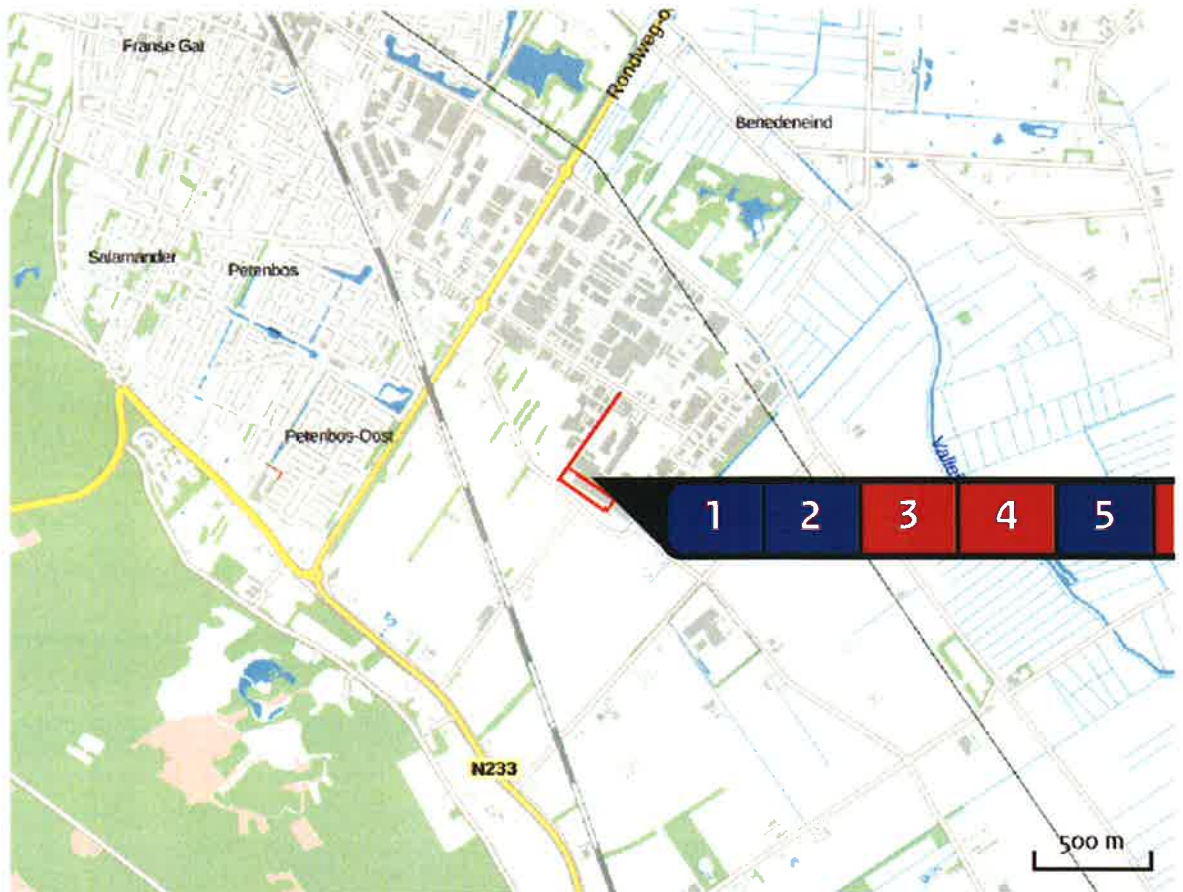 Franse Gat
Rondweg-o
Benedeneind
Salamander
Petenbos
Petenbos-Oost
1 2 3 4 5
N233
500 m